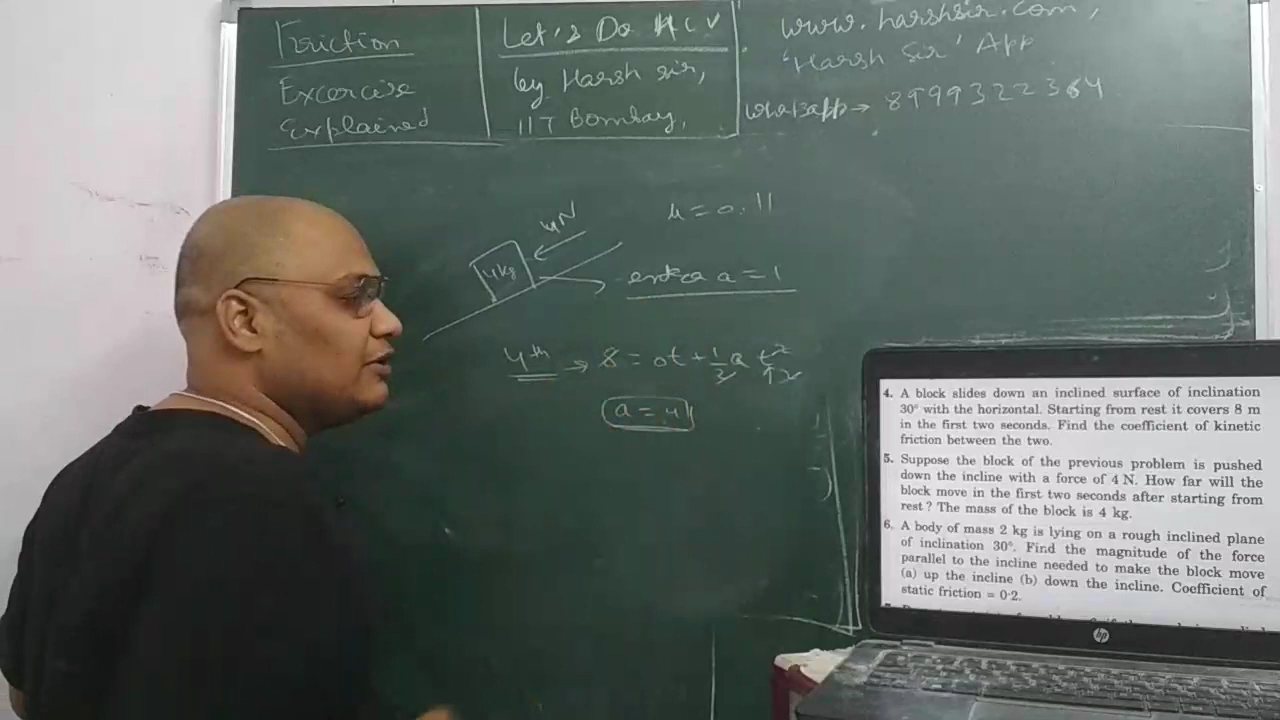 Friction
Excercise
Explained
Let's Do HCV
by Harsh sir,
IIT Bombay,
www.harshsir.com,
'Harsh Sir' App
whatsapp→ 8999322364
4N
4kg
μ = 0.11
extra a = 1
4th → 8 = ot + 1/2 a t²
a = 4
4. A block slides down an inclined surface of inclination
30° with the horizontal. Starting from rest it covers 8 m
in the first two seconds. Find the coefficient of kinetic
friction between the two.
5. Suppose the block of the previous problem is pushed
down the incline with a force of 4 N. How far will the
block move in the first two seconds after starting from
rest ? The mass of the block is 4 kg.
6. A body of mass 2 kg is lying on a rough inclined plane
of inclination 30°. Find the magnitude of the force
parallel to the incline needed to make the block move
(a) up the incline (b) down the incline. Coefficient of
static friction = 0·2.
hp